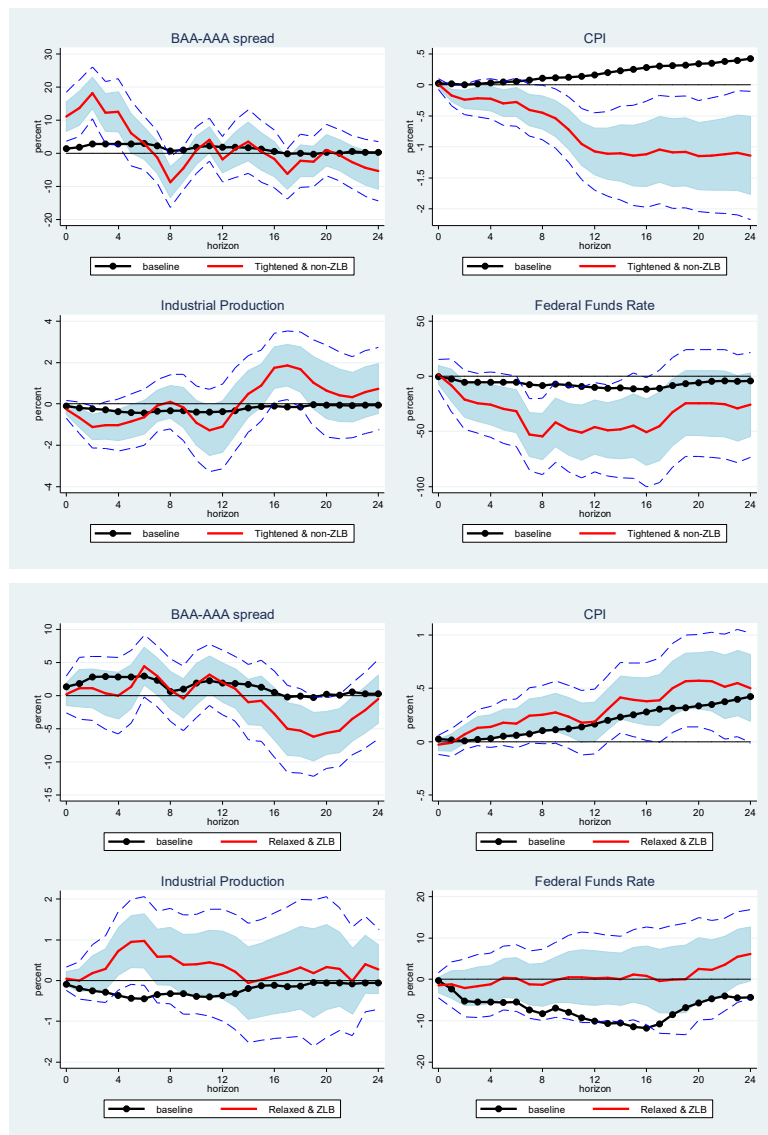 BAA-AAA spread
percent
30
20
10
0
-10
-20
0 4 8 12 16 20 24
horizon
baseline Tightened & non-ZLB
CPI
percent
.5
0
-.5
-1
-1.5
-2
0 4 8 12 16 20 24
horizon
baseline Tightened & non-ZLB
Industrial Production
percent
4
2
0
-2
-4
0 4 8 12 16 20 24
horizon
baseline Tightened & non-ZLB
Federal Funds Rate
percent
50
0
-50
-100
0 4 8 12 16 20 24
horizon
baseline Tightened & non-ZLB
BAA-AAA spread
percent
10
5
0
-5
-10
-15
0 4 8 12 16 20 24
horizon
baseline Relaxed & ZLB
CPI
percent
1
.5
0
-.5
0 4 8 12 16 20 24
horizon
baseline Relaxed & ZLB
Industrial Production
percent
2
1
0
-1
-2
0 4 8 12 16 20 24
horizon
baseline Relaxed & ZLB
Federal Funds Rate
percent
20
10
0
-10
-20
0 4 8 12 16 20 24
horizon
baseline Relaxed & ZLB